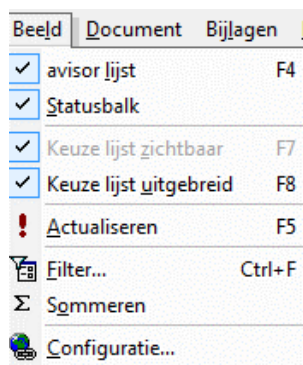 Beeld Document Bijlagen
avisor lijst F4
Statusbalk
Keuze lijst zichtbaar F7
Keuze lijst uitgebreid F8
Actualiseren F5
Filter... Ctrl+F
Σ Sommeren
Configuratie...